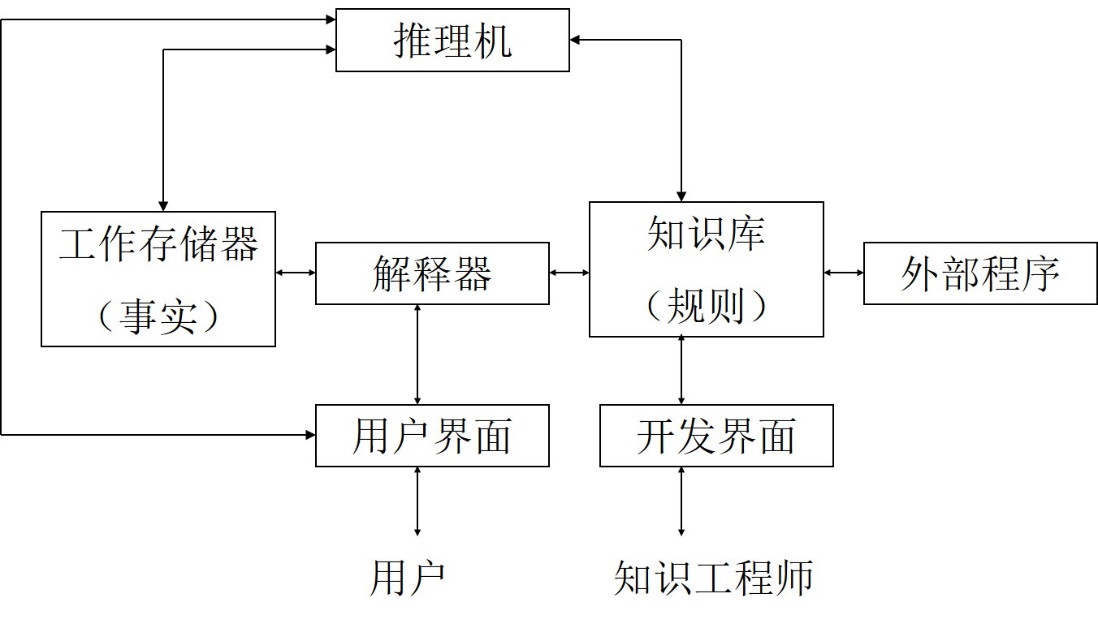 推理机
工作存储器
（事实）
解释器
知识库
（规则）
外部程序
用户界面
开发界面
用户
知识工程师